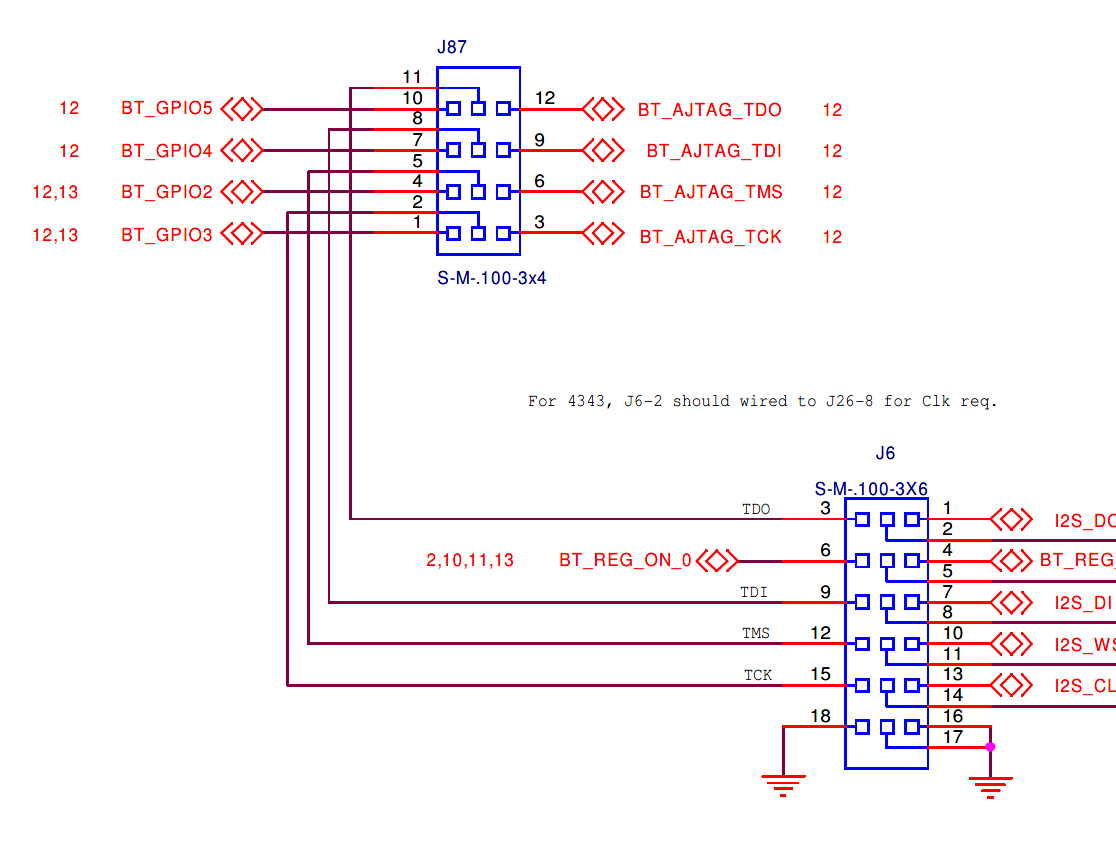 J87
11
12 BT_GPIO5 10 12 BT_AJTAG_TDO 12
8
12 BT_GPIO4 7 9 BT_AJTAG_TDI 12
5
12,13 BT_GPIO2 4 6 BT_AJTAG_TMS 12
2
12,13 BT_GPIO3 1 3 BT_AJTAG_TCK 12
S-M-.100-3x4
For 4343, J6-2 should wired to J26-8 for Clk req.
J6
S-M-.100-3X6
TDO 3 1 I2S_DO
2
2,10,11,13 BT_REG_ON_0 6 4 BT_REG_
5
TDI 9 7 I2S_DI
8
TMS 12 10 I2S_WS
11
TCK 15 13 I2S_CL
14
18 16
17